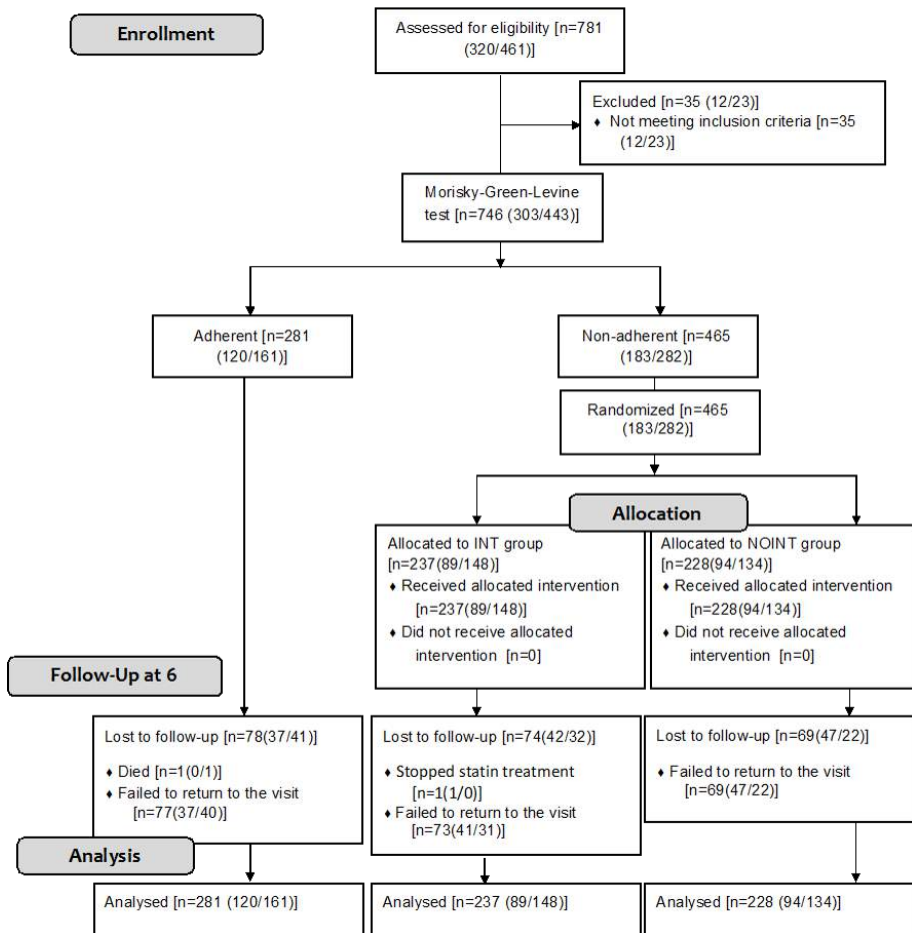 Enrollment
Assessed for eligibility [n=781
(320/461]
Excluded [n=35 (12/23)]
♦ Not meeting inclusion criteria [n=35
(12/23)]
Morisky-Green-Levine
test [n=746 (303/443)]
Adherent [n=281
(120/161)]
Non-adherent [n=465
(183/282)]
Randomized [n=465
(183/282)]
Allocation
Allocated to INT group
[n=237(89/148)]
♦ Received allocated intervention
[n=237(89/148)]
♦ Did not receive allocated
intervention [n=0]
Allocated to NOINT group
[n=228(94/134)]
♦ Received allocated intervention
[n=228(94/134)]
♦ Did not receive allocated
intervention [n=0]
Follow-Up at 6
Lost to follow-up [n=78(37/41)]
♦ Died [n=1(0/1)]
♦ Failed to return to the visit
[n=77(37/40)]
Lost to follow-up [n=74(42/32)]
♦ Stopped statin treatment
[n=1(1/0)]
♦ Failed to return to the visit
[n=73(41/31)]
Lost to follow-up [n=69(47/22)]
♦ Failed to return to the visit
[n=69(47/22)]
Analysis
Analysed [n=281 (120/161)]
Analysed [n=237 (89/148)]
Analysed [n=228 (94/134)]